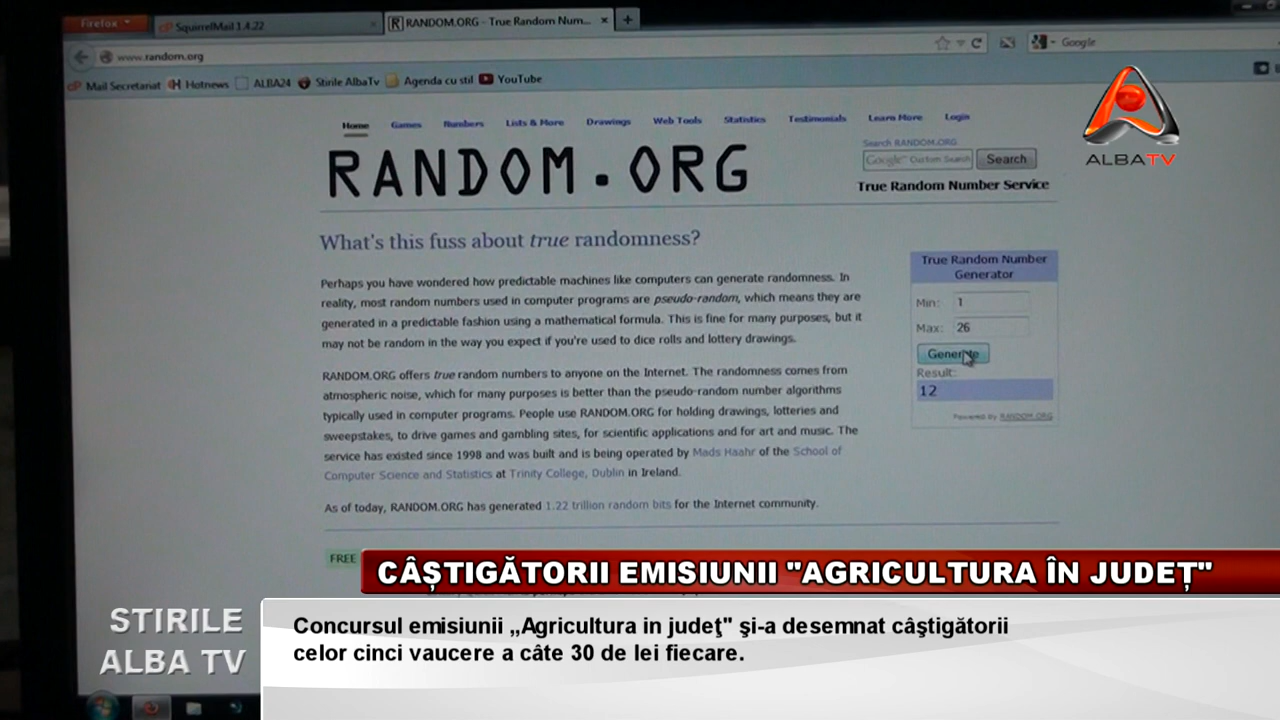 Firefox
SquirrelMail 1.4.22
RANDOM.ORG - True Random Num...
www.random.org
Google
Mail Secretariat
Hotnews
ALBA24
Stirile AlbaTv
Agenda cu stil
YouTube
Home Games Numbers Lists & More Drawings Web Tools Statistics Testimonials Learn More Login
RANDOM.ORG
Search RANDOM.ORG
Google™ Custom Search
Search
True Random Number Service
ALBATV
What's this fuss about true randomness?
Perhaps you have wondered how predictable machines like computers can generate randomness. In
reality, most random numbers used in computer programs are pseudo-random, which means they are
generated in a predictable fashion using a mathematical formula. This is fine for many purposes, but it
may not be random in the way you expect if you're used to dice rolls and lottery drawings.
RANDOM.ORG offers true random numbers to anyone on the Internet. The randomness comes from
atmospheric noise, which for many purposes is better than the pseudo-random number algorithms
typically used in computer programs. People use RANDOM.ORG for holding drawings, lotteries and
sweepstakes, to drive games and gambling sites, for scientific applications and for art and music. The
service has existed since 1998 and was built and is being operated by Mads Haahr of the School of
Computer Science and Statistics at Trinity College, Dublin in Ireland.
As of today, RANDOM.ORG has generated 1.22 trillion random bits for the Internet community.
True Random Number
Generator
Min: 1
Max: 26
Generate
Result:
12
Powered by RANDOM.ORG
FREE
CÂȘTIGĂTORII EMISIUNII "AGRICULTURA ÎN JUDEȚ"
STIRILE
ALBA TV
Concursul emisiunii „Agricultura in judeţ" şi-a desemnat câştigătorii
celor cinci vaucere a câte 30 de lei fiecare.